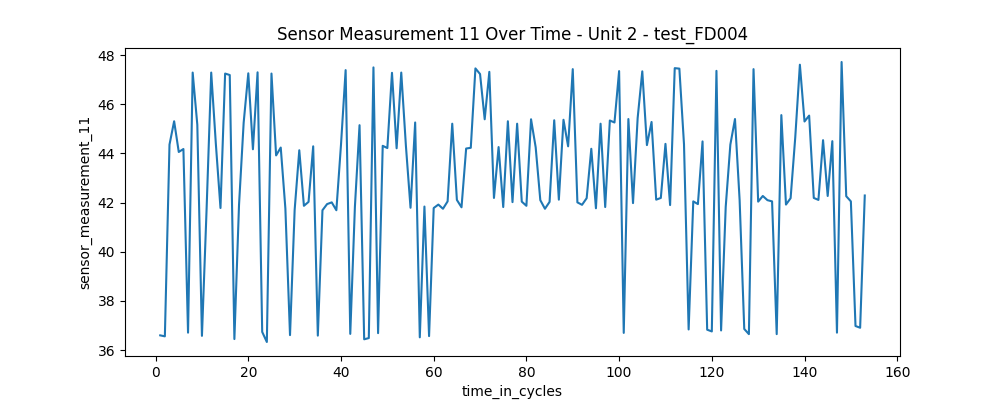 Sensor Measurement 11 Over Time - Unit 2 - test_FD004
sensor_measurement_11
48
46
44
42
40
38
36
0 20 40 60 80 100 120 140 160
time_in_cycles